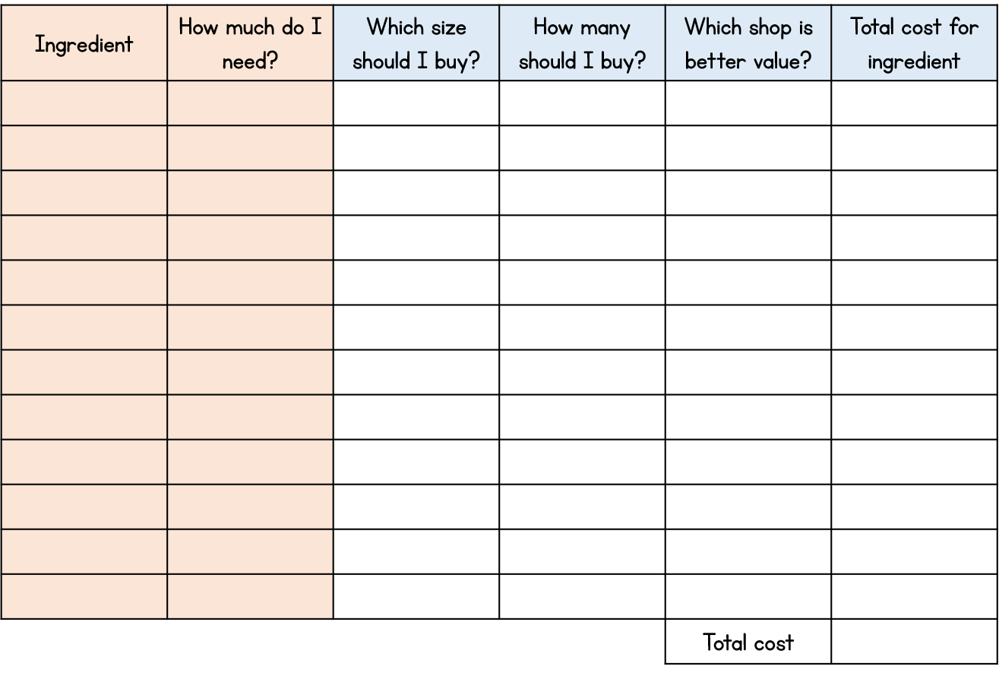 Ingredient
How much do I
need?
Which size
should I buy?
How many
should I buy?
Which shop is
better value?
Total cost for
ingredient
Total cost